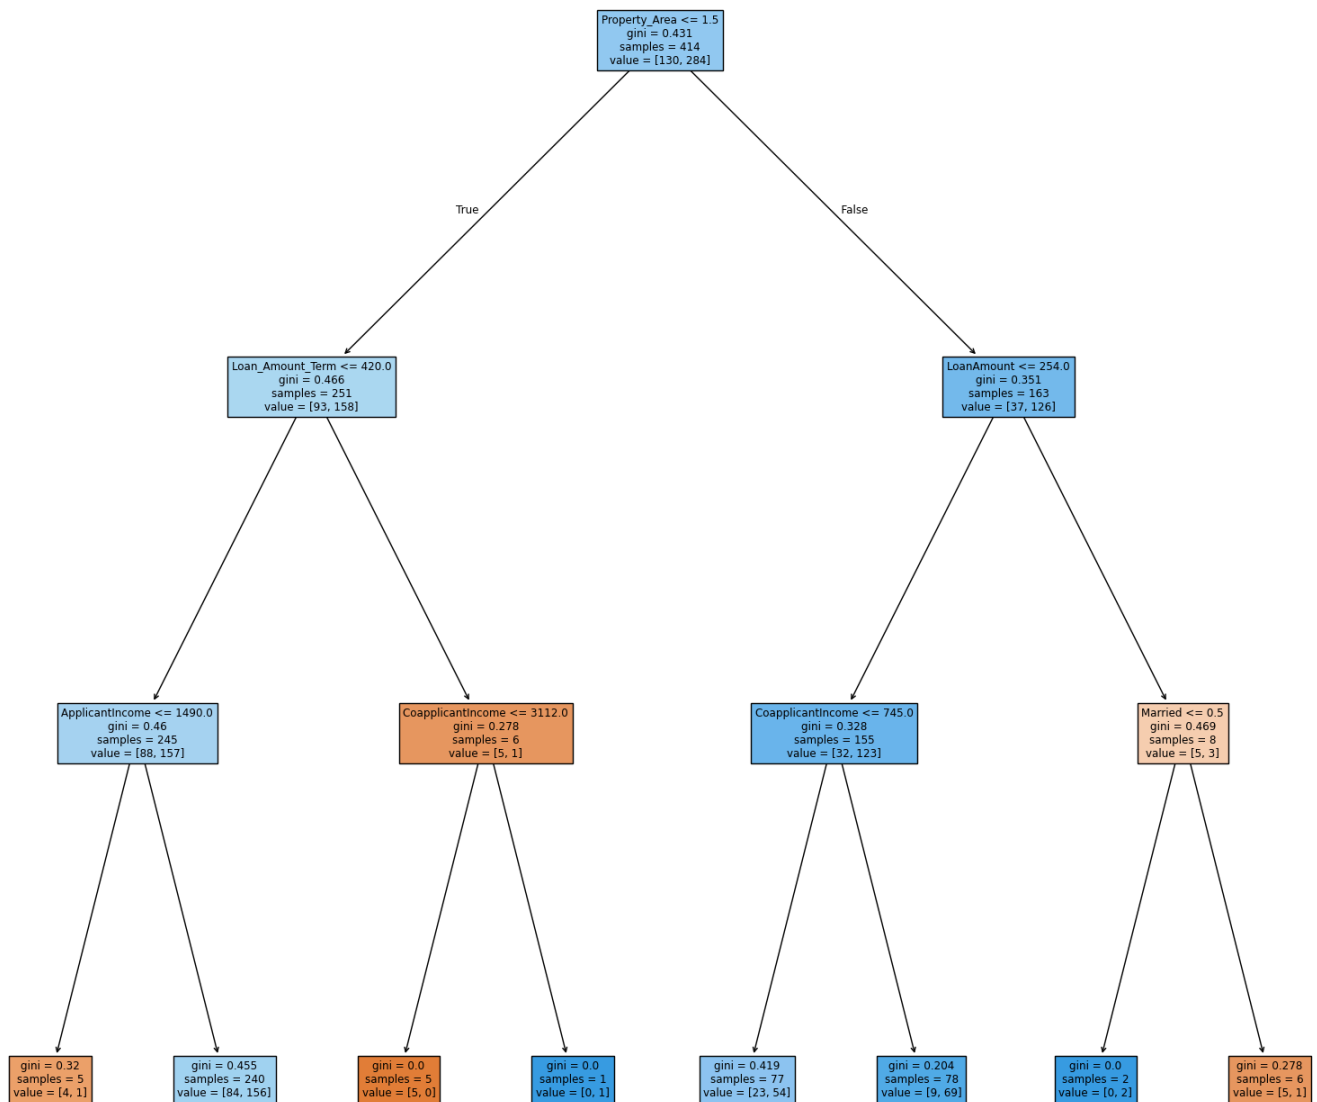 Property_Area <= 1.5
gini = 0.431
samples = 414
value = [130, 284]
True
False
Loan_Amount_Term <= 420.0
gini = 0.466
samples = 251
value = [93, 158]
LoanAmount <= 254.0
gini = 0.351
samples = 163
value = [37, 126]
ApplicantIncome <= 1490.0
gini = 0.46
samples = 245
value = [88, 157]
CoapplicantIncome <= 3112.0
gini = 0.278
samples = 6
value = [5, 1]
CoapplicantIncome <= 745.0
gini = 0.328
samples = 155
value = [32, 123]
Married <= 0.5
gini = 0.469
samples = 8
value = [5, 3]
gini = 0.32
samples = 5
value = [4, 1]
gini = 0.455
samples = 240
value = [84, 156]
gini = 0.0
samples = 5
value = [5, 0]
gini = 0.0
samples = 1
value = [0, 1]
gini = 0.419
samples = 77
value = [23, 54]
gini = 0.204
samples = 78
value = [9, 69]
gini = 0.0
samples = 2
value = [0, 2]
gini = 0.278
samples = 6
value = [5, 1]